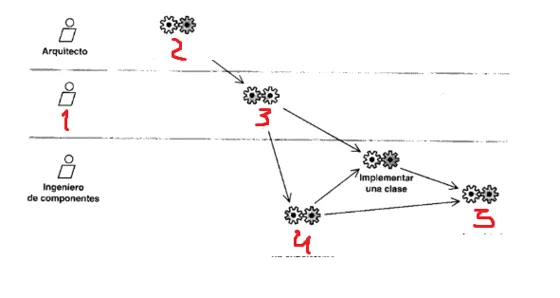 Arquitecto
2
1
3
Implementar
una clase
Ingeniero
de componentes
4
5